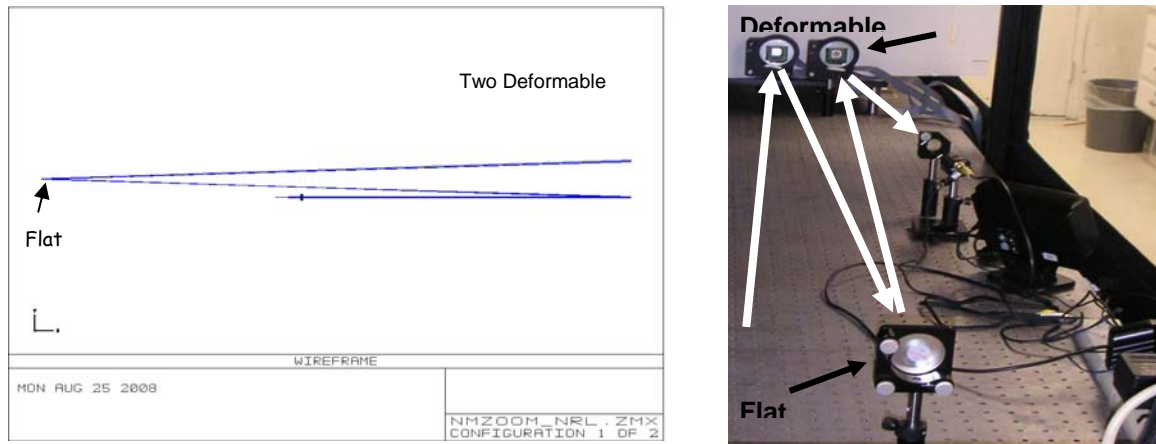 Two Deformable
Flat
WIREFRAME
MON AUG 25 2008
NMZOOM_NRL.ZMX
CONFIGURATION 1 OF 2
Deformable
Flat